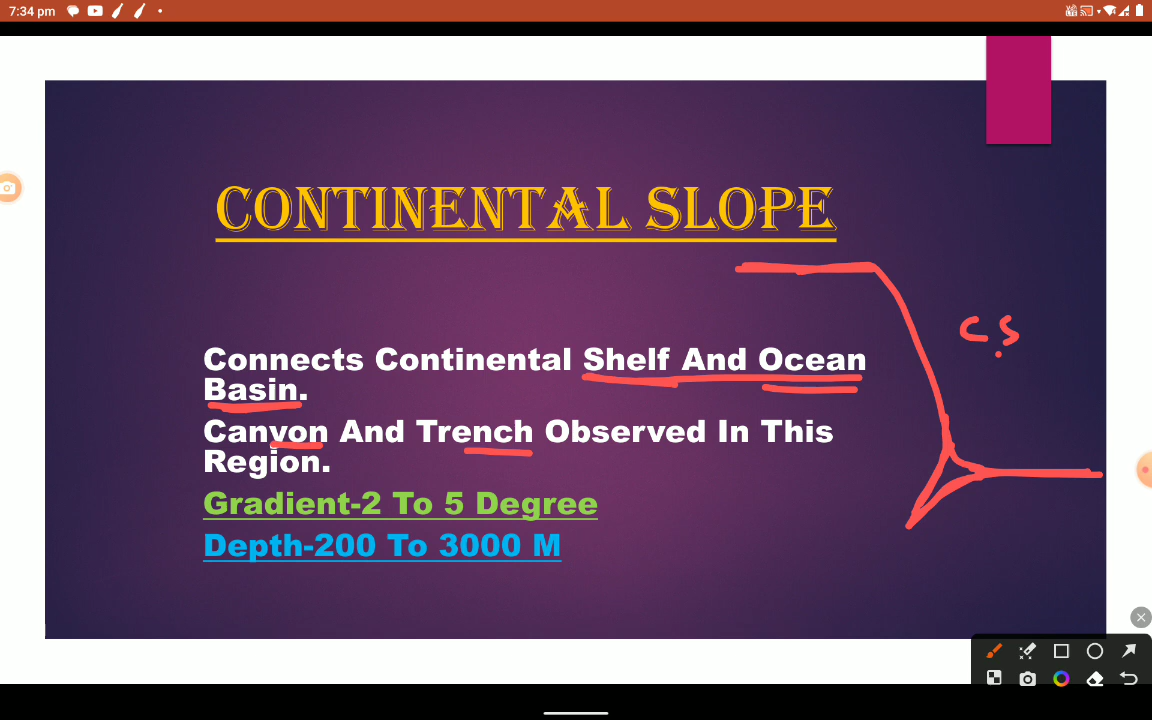 7:34 pm
CONTINENTAL SLOPE
C.S
Connects Continental Shelf And Ocean
Basin.
Canyon And Trench Observed In This
Region.
Gradient-2 To 5 Degree
Depth-200 To 3000 M